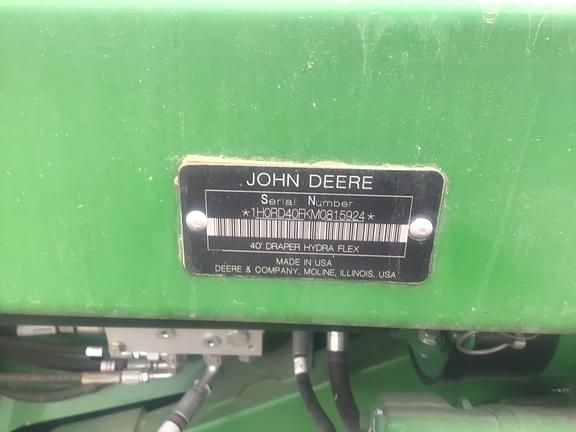 JOHN DEERE
Serial Number
*1H0RD40FKM0815924*
40' DRAPER HYDRA FLEX
MADE IN USA
DEERE & COMPANY, MOLINE, ILLINOIS, USA